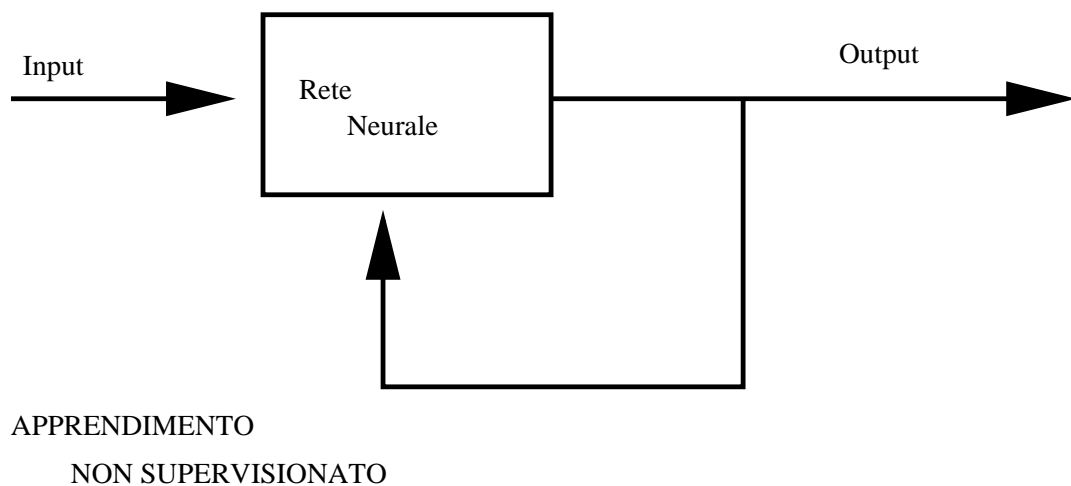 Input
Output
Rete
Neurale
APPRENDIMENTO
NON SUPERVISIONATO